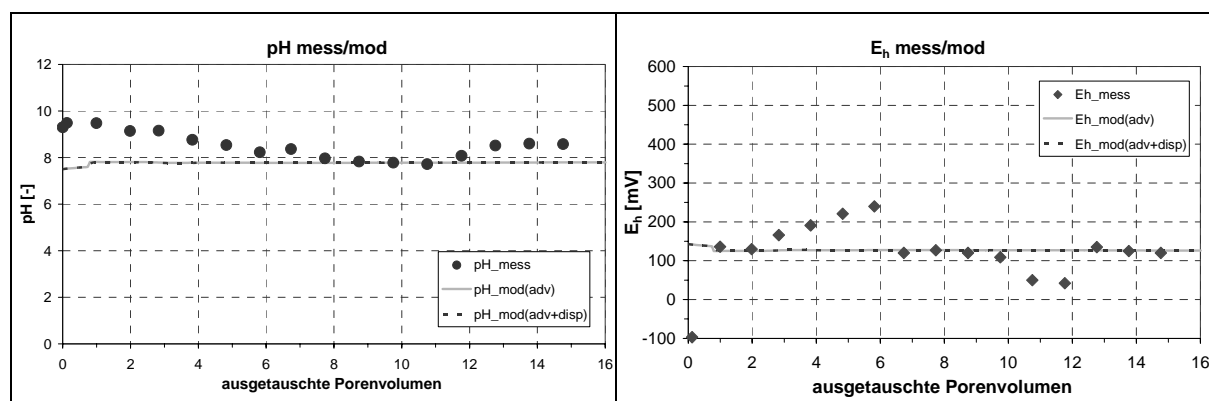 pH mess/mod
12
10
8
6
4
2
0
pH [-]
pH_mess
pH_mod(adv)
pH_mod(adv+disp)
0 2 4 6 8 10 12 14 16
ausgetauschte Porenvolumen
Eh mess/mod
600
500
400
300
200
100
0
-100
Eh [mV]
Eh_mess
Eh_mod(adv)
Eh_mod(adv+disp)
0 2 4 6 8 10 12 14 16
ausgetauschte Porenvolumen